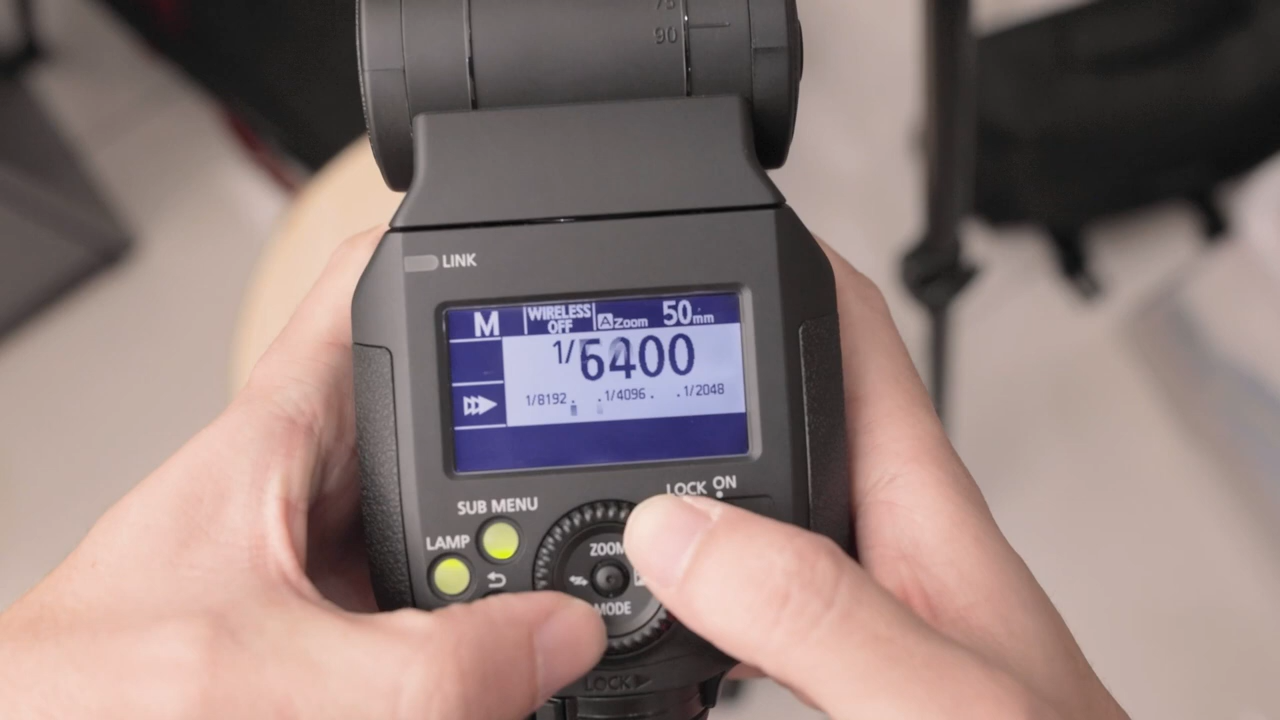 75
90
LINK
M WIRELESS OFF A Zoom 50mm
1/6400
1/8192 . . 1/4096 . . 1/2048
LOCK ON
SUB MENU
LAMP
ZOOM
MODE
LOCK